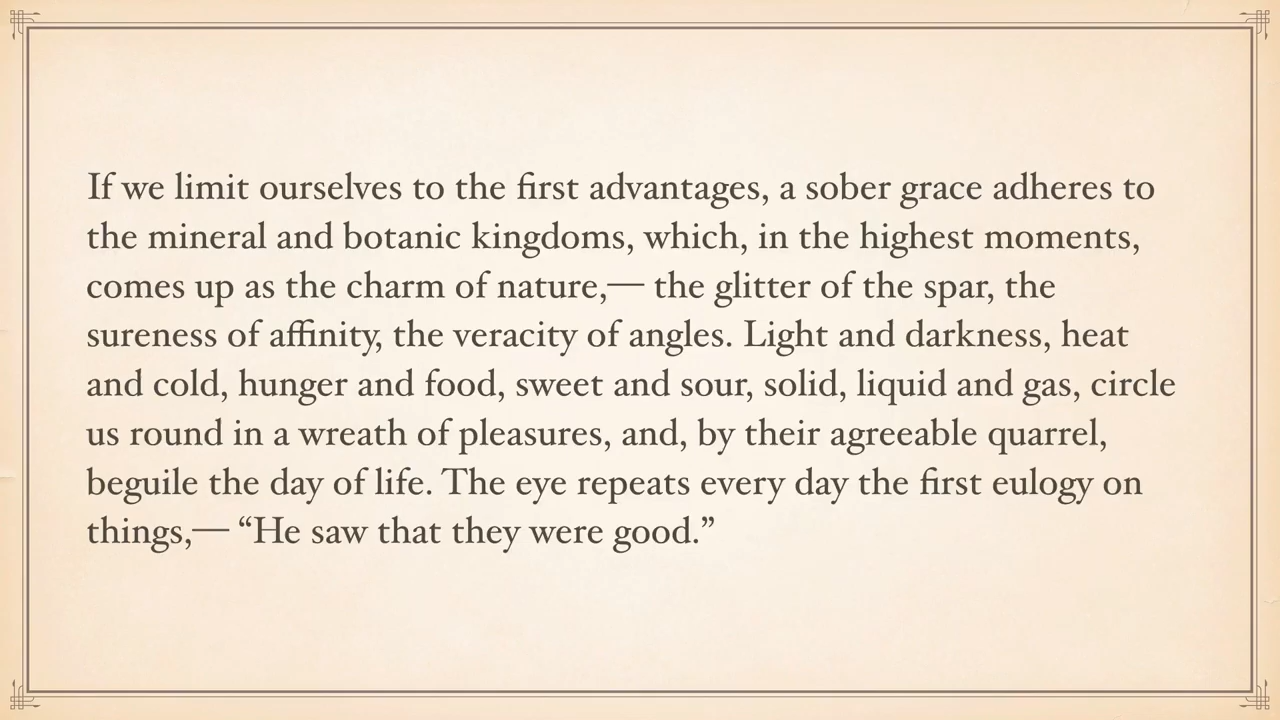 If we limit ourselves to the first advantages, a sober grace adheres to
the mineral and botanic kingdoms, which, in the highest moments,
comes up as the charm of nature,— the glitter of the spar, the
sureness of affinity, the veracity of angles. Light and darkness, heat
and cold, hunger and food, sweet and sour, solid, liquid and gas, circle
us round in a wreath of pleasures, and, by their agreeable quarrel,
beguile the day of life. The eye repeats every day the first eulogy on
things,— “He saw that they were good.”